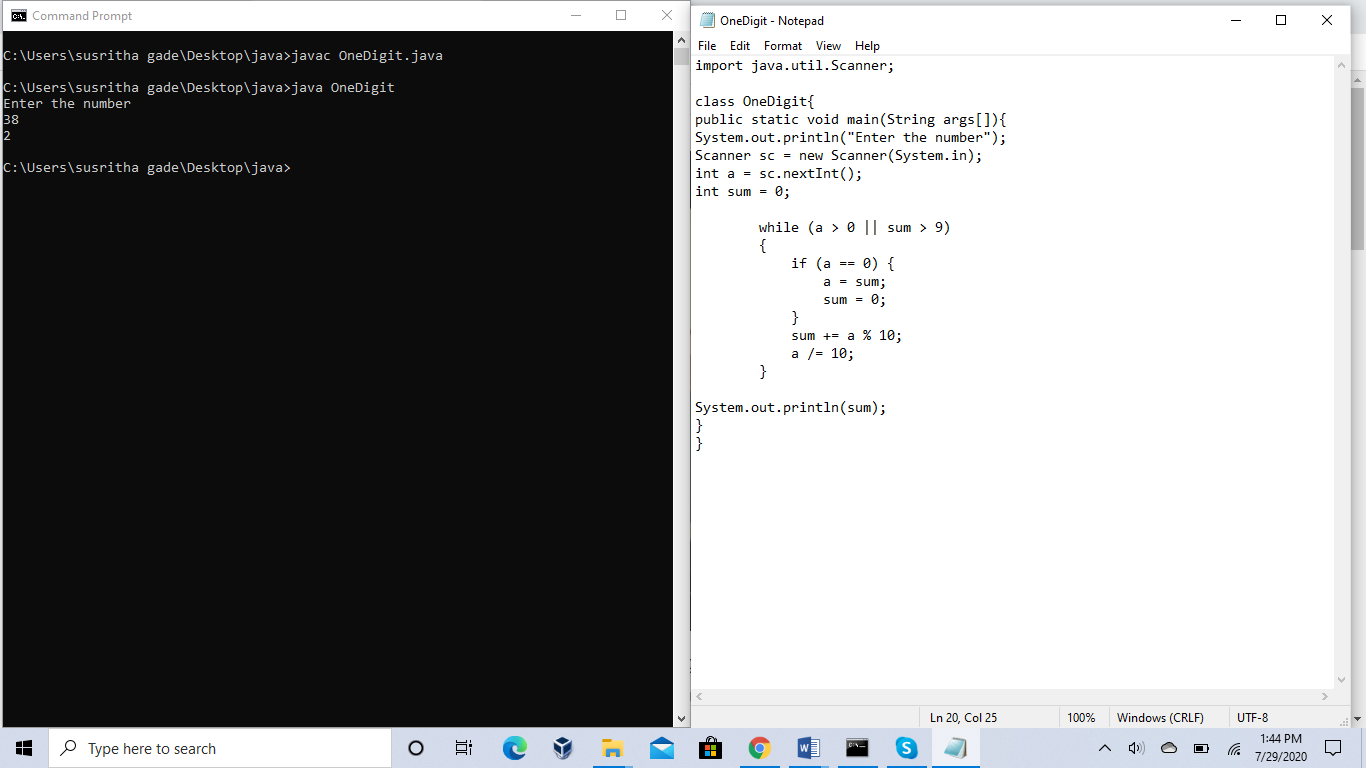 Command Prompt
C:\Users\susritha gade\Desktop\java>javac OneDigit.java
C:\Users\susritha gade\Desktop\java>java OneDigit
Enter the number
38
2
C:\Users\susritha gade\Desktop\java>
OneDigit - Notepad
File Edit Format View Help
import java.util.Scanner;
class OneDigit{
public static void main(String args[]){
System.out.println("Enter the number");
Scanner sc = new Scanner(System.in);
int a = sc.nextInt();
int sum = 0;
while (a > 0 || sum > 9)
{
if (a == 0) {
a = sum;
sum = 0;
}
sum += a % 10;
a /= 10;
}
System.out.println(sum);
}
}
Ln 20, Col 25 100% Windows (CRLF) UTF-8
Type here to search
1:44 PM
7/29/2020